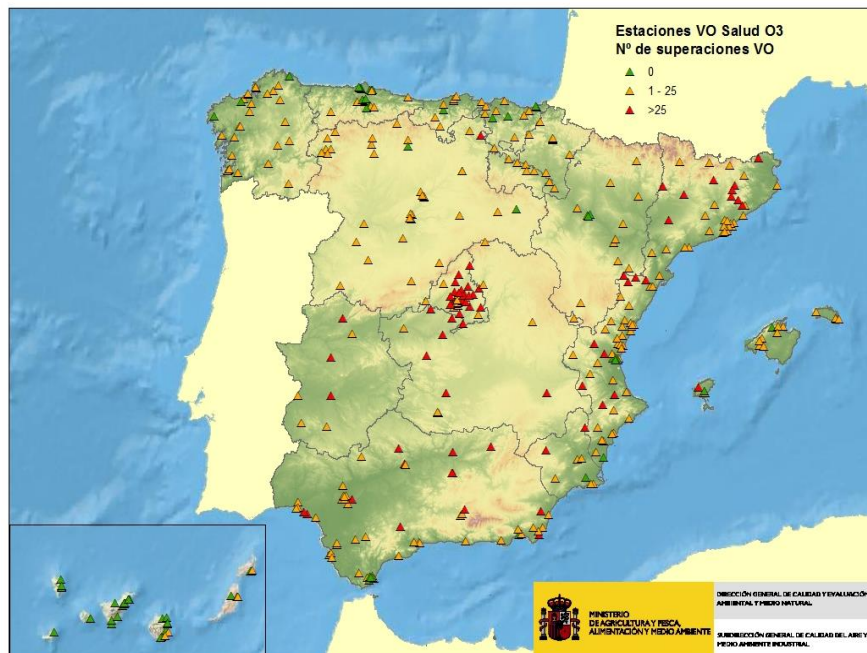 Estaciones VO Salud O3
Nº de superaciones VO
0
1 - 25
>25
MINISTERIO
DE AGRICULTURA Y PESCA,
ALIMENTACIÓN Y MEDIO AMBIENTE
DIRECCIÓN GENERAL DE CALIDAD Y EVALUACIÓN
AMBIENTAL Y MEDIO NATURAL
SUBDIRECCIÓN GENERAL DE CALIDAD DEL AIRE Y
MEDIO AMBIENTE INDUSTRIAL